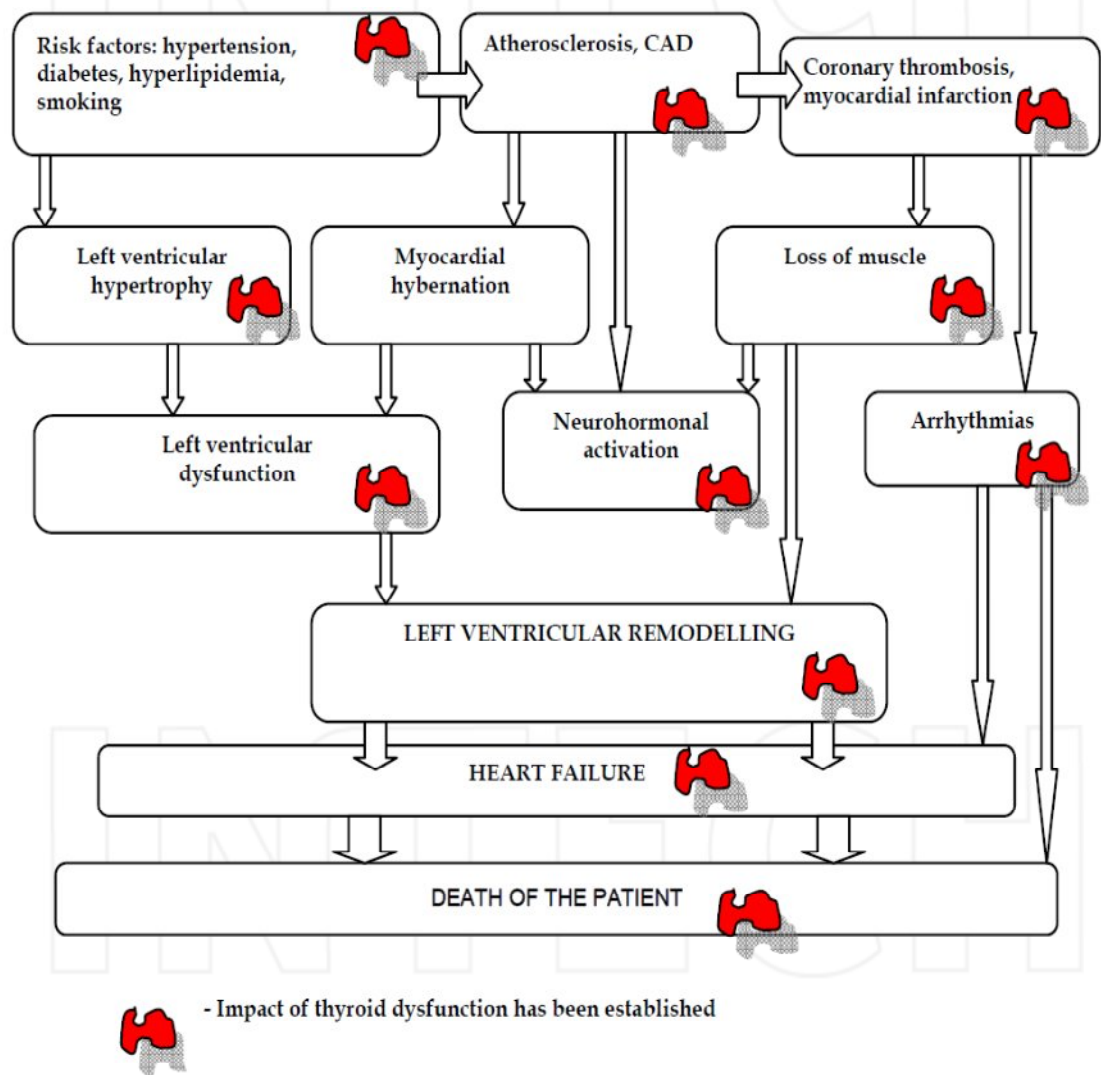 Risk factors: hypertension,
diabetes, hyperlipidemia,
smoking
Atherosclerosis, CAD
Coronary thrombosis,
myocardial infarction
Left ventricular
hypertrophy
Myocardial
hybernation
Loss of muscle
Left ventricular
dysfunction
Neurohormonal
activation
Arrhythmias
LEFT VENTRICULAR REMODELLING
HEART FAILURE
DEATH OF THE PATIENT
- Impact of thyroid dysfunction has been established
INTECH
INTECH